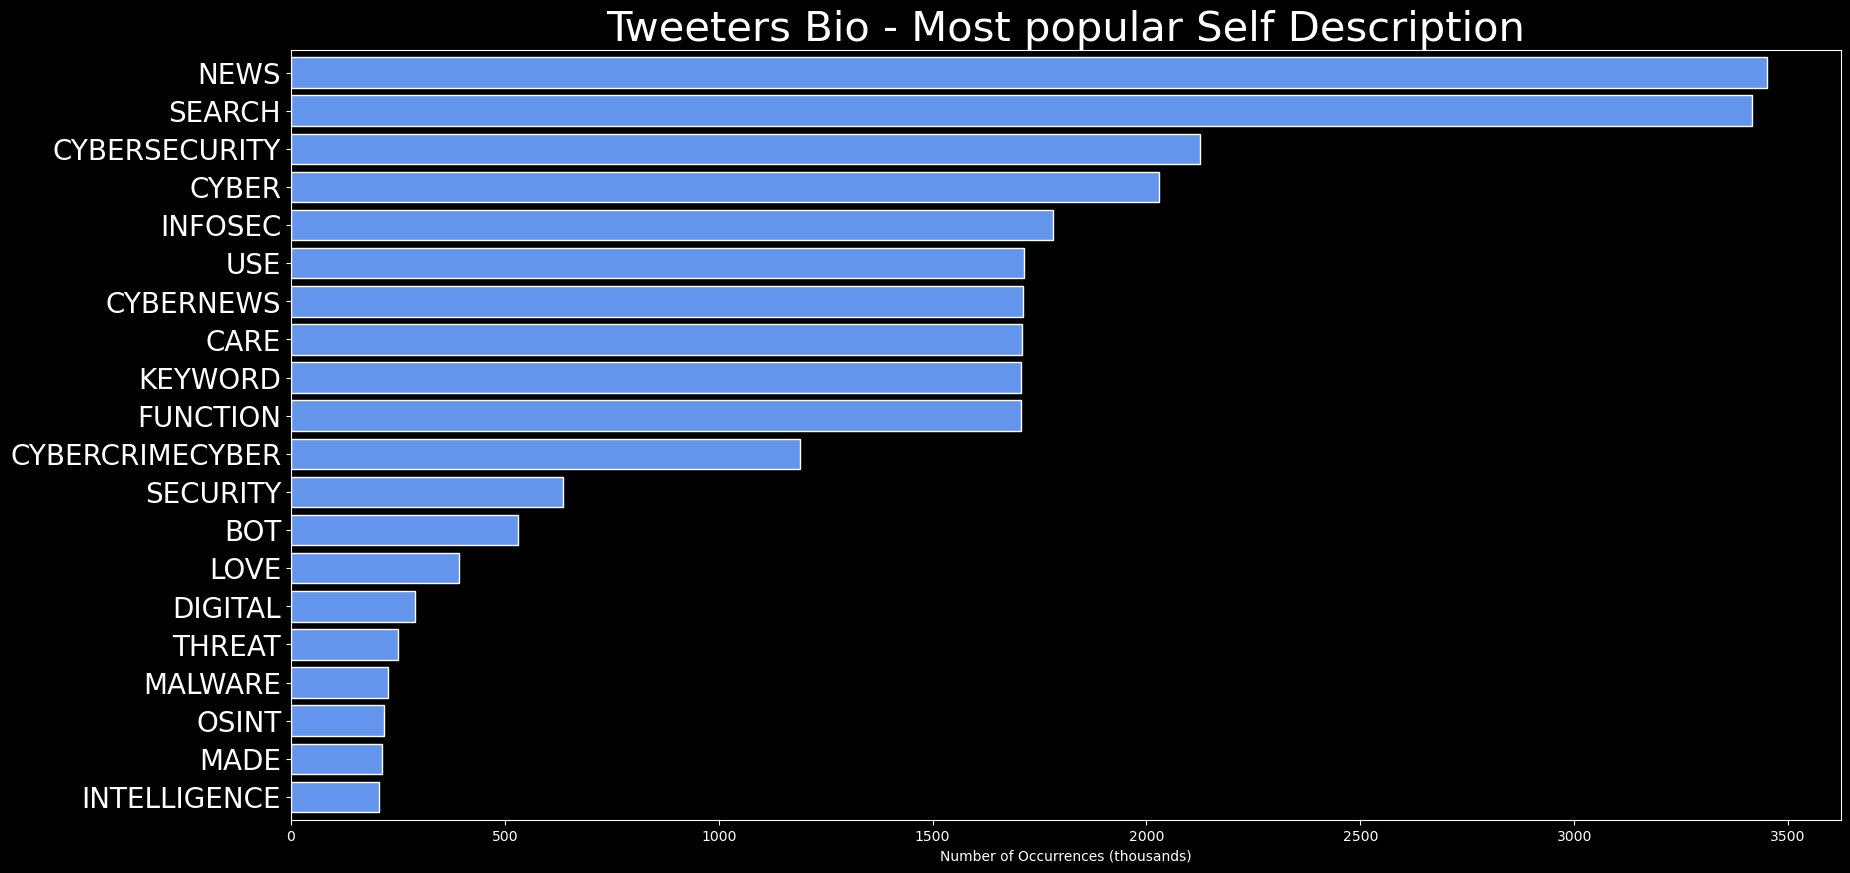 Tweeters Bio - Most popular Self Description
NEWS
SEARCH
CYBERSECURITY
CYBER
INFOSEC
USE
CYBERNEWS
CARE
KEYWORD
FUNCTION
CYBERCRIMECYBER
SECURITY
BOT
LOVE
DIGITAL
THREAT
MALWARE
OSINT
MADE
INTELLIGENCE
0 500 1000 1500 2000 2500 3000 3500
Number of Occurrences (thousands)